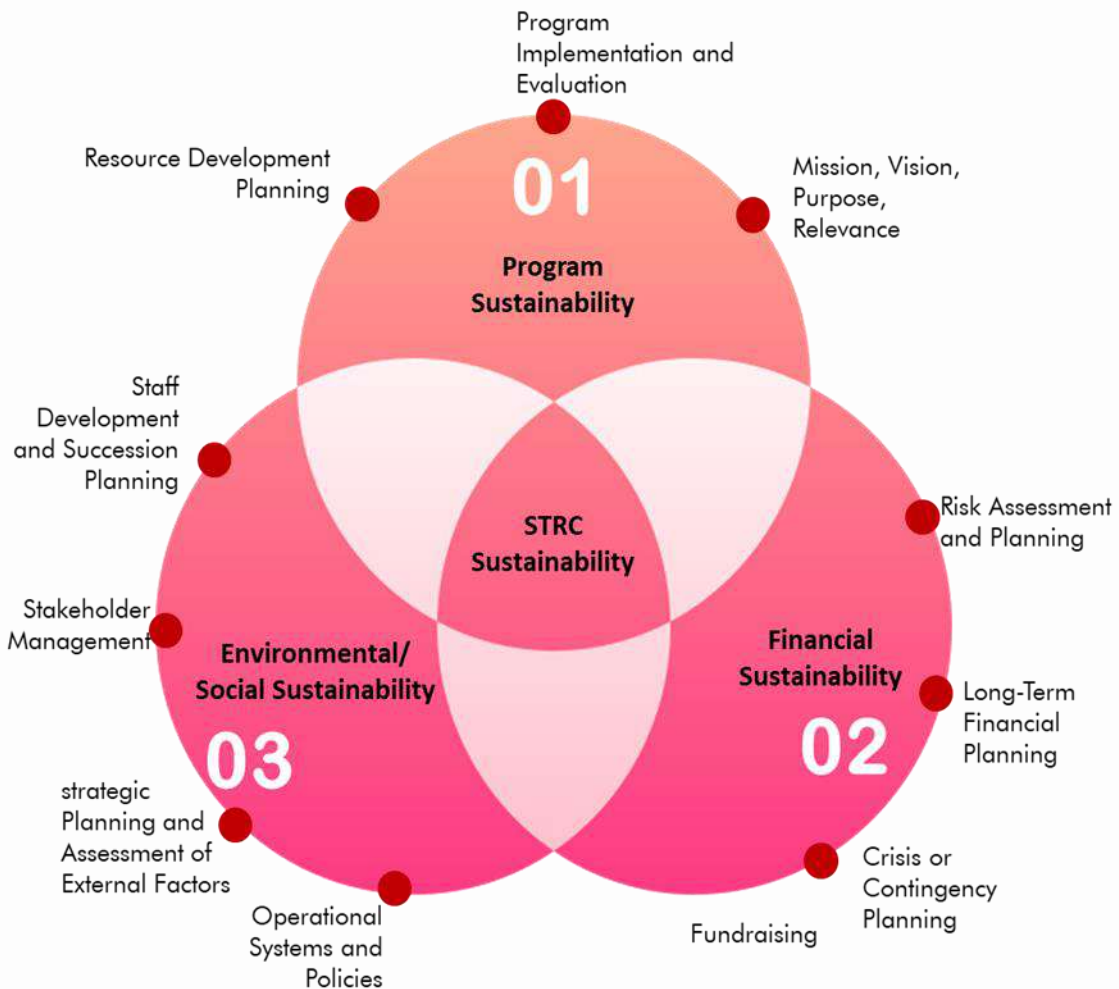 Program
Implementation and
Evaluation
Resource Development
Planning
Mission, Vision,
Purpose,
Relevance
01
Program
Sustainability
Staff
Development
and Succession
Planning
STRC
Sustainability
Risk Assessment
and Planning
Stakeholder
Management
Environmental/
Social Sustainability
03
Financial
Sustainability
02
Long-Term
Financial
Planning
strategic
Planning and
Assessment of
External Factors
Operational
Systems and
Policies
Crisis or
Contingency
Planning
Fundraising